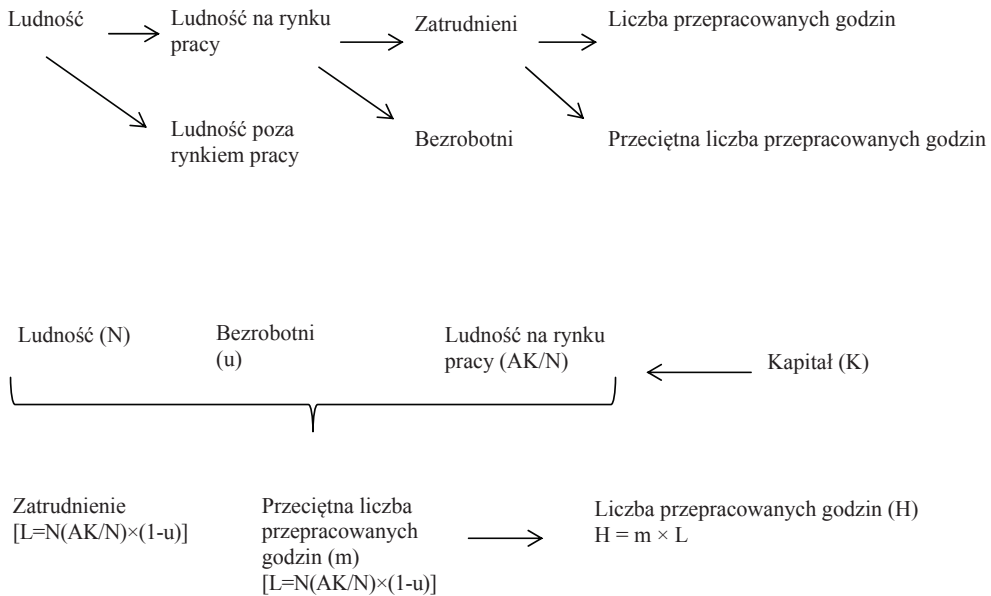 Ludność
Ludność na rynku
pracy
Zatrudnieni
Liczba przepracowanych godzin
Ludność poza
rynkiem pracy
Bezrobotni
Przeciętna liczba przepracowanych godzin
Ludność (N)
Bezrobotni
(u)
Ludność na rynku
pracy (AK/N)
Kapitał (K)
Zatrudnienie
[L=N(AK/N)×(1-u)]
Przeciętna liczba
przepracowanych
godzin (m)
[L=N(AK/N)×(1-u)]
Liczba przepracowanych godzin (H)
H = m × L